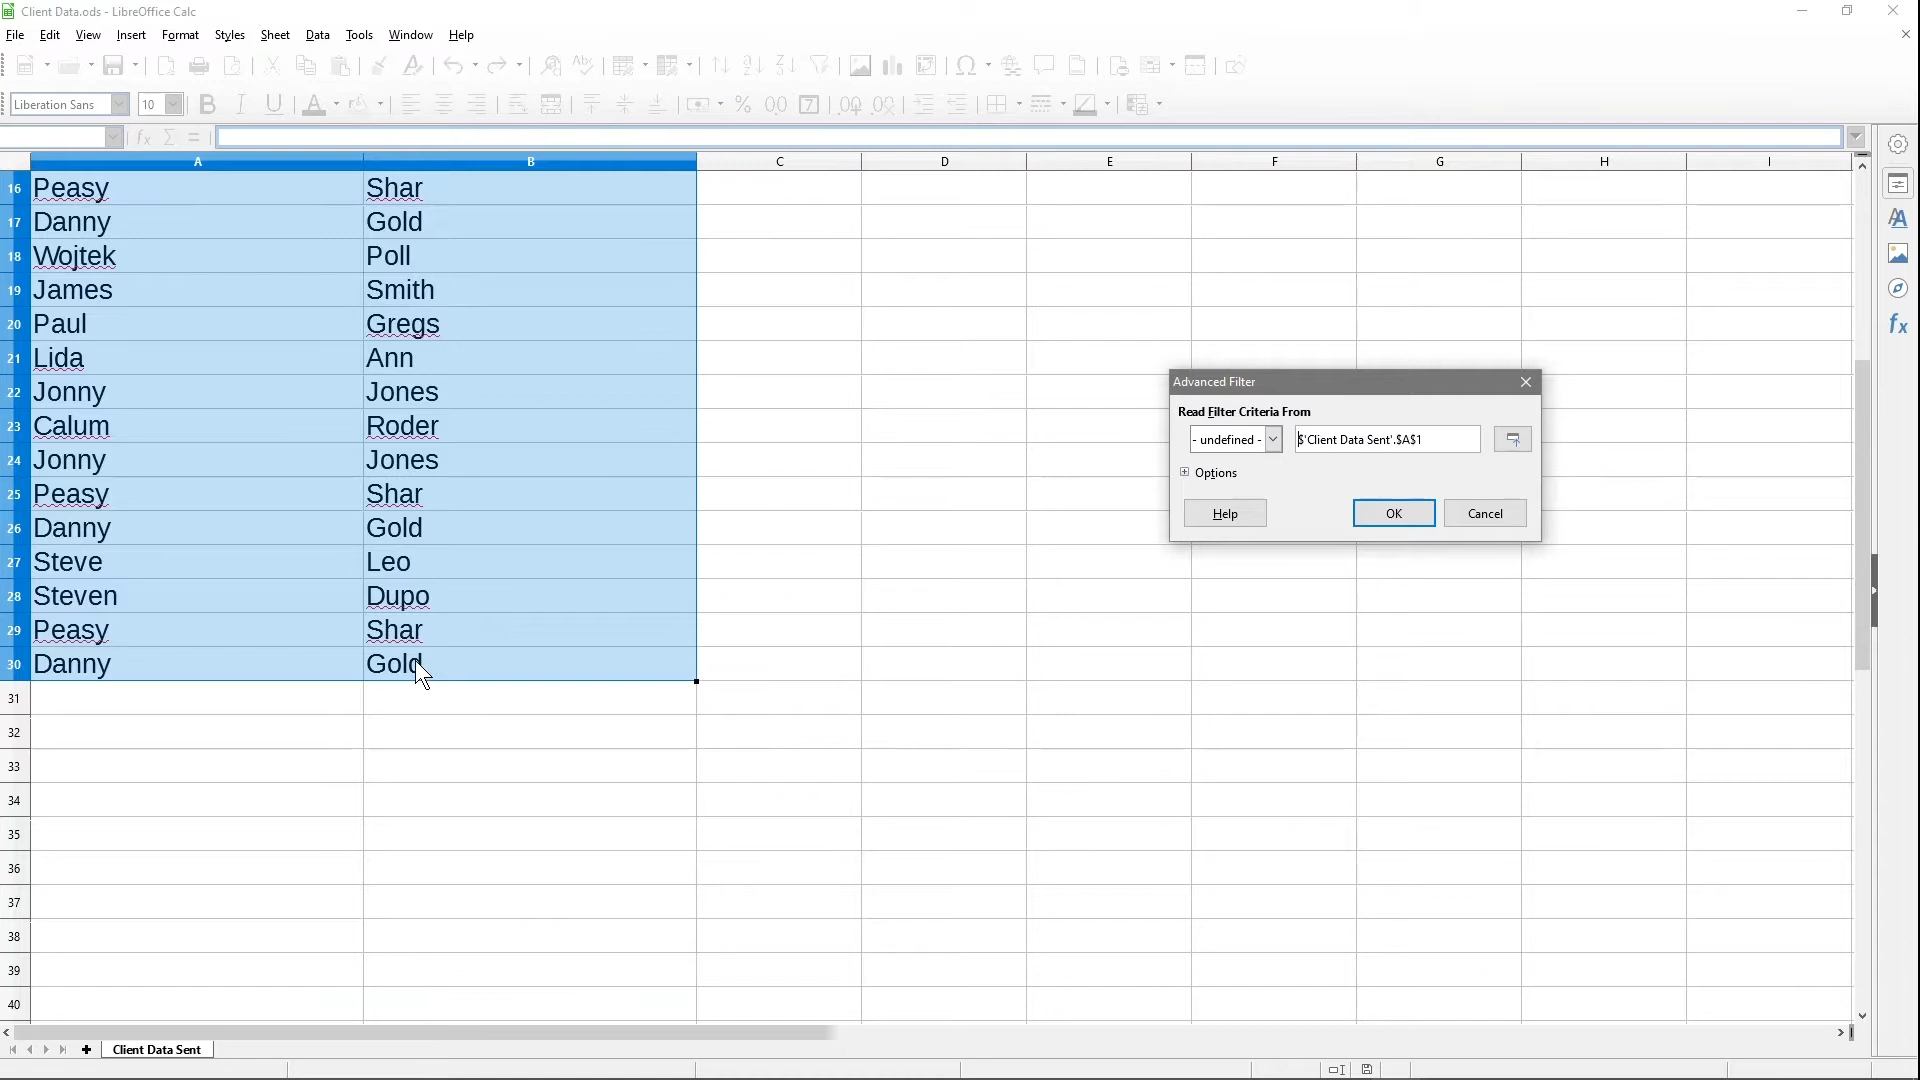 Client Data.ods - LibreOffice Calc
File Edit View Insert Format Styles Sheet Data Tools Window Help
Liberation Sans 10
A B C D E F G H I
16 Peasy Shar
17 Danny Gold
18 Wojtek Poll
19 James Smith
20 Paul Gregs
21 Lida Ann
22 Jonny Jones
23 Calum Roder
24 Jonny Jones
25 Peasy Shar
26 Danny Gold
27 Steve Leo
28 Steven Dupo
29 Peasy Shar
30 Danny Gold
31
32
33
34
35
36
37
38
39
40
Advanced Filter
Read Filter Criteria From
- undefined - $'Client Data Sent'.$A$1
Options
Help OK Cancel
Client Data Sent